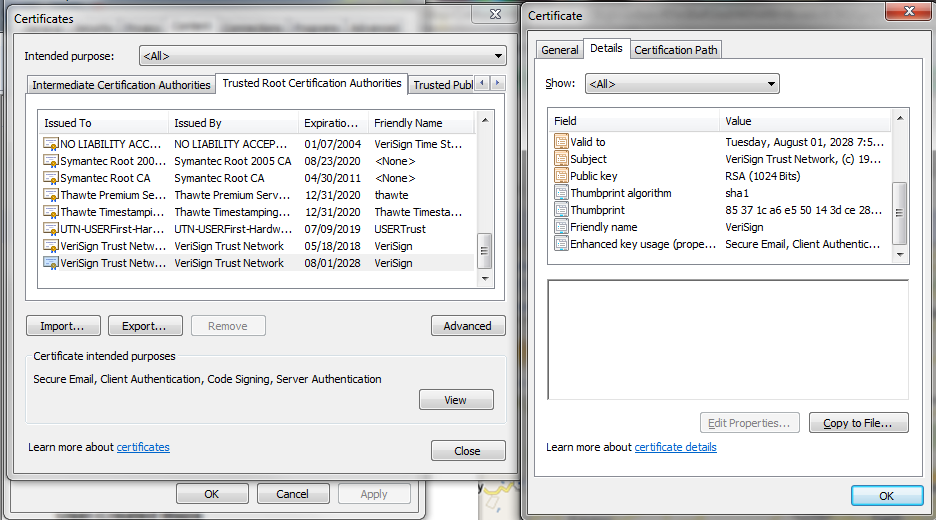 Certificates
Intended purpose: <All>
Intermediate Certification Authorities Trusted Root Certification Authorities Trusted Publ
Issued To Issued By Expiratio... Friendly Name
NO LIABILITY ACC... NO LIABILITY ACCEP... 01/07/2004 VeriSign Time St...
Symantec Root 200... Symantec Root 2005 CA 08/23/2020 <None>
Symantec Root CA Symantec Root CA 04/30/2011 <None>
Thawte Premium Se... Thawte Premium Serv... 12/31/2020 thawte
Thawte Timestampi... Thawte Timestamping... 12/31/2020 Thawte Timesta...
UTN-USERFirst-Har... UTN-USERFirst-Hardw... 07/09/2019 USERTrust
VeriSign Trust Netw... VeriSign Trust Network 05/18/2018 VeriSign
VeriSign Trust Netw... VeriSign Trust Network 08/01/2028 VeriSign
Import... Export... Remove Advanced
Certificate intended purposes
Secure Email, Client Authentication, Code Signing, Server Authentication
View
Learn more about certificates
Close
OK Cancel Apply
Certificate
General Details Certification Path
Show: <All>
Field Value
Valid to Tuesday, August 01, 2028 7:5...
Subject VeriSign Trust Network, (c) 19...
Public key RSA (1024 Bits)
Thumbprint algorithm sha1
Thumbprint 85 37 1c a6 e5 50 14 3d ce 28...
Friendly name VeriSign
Enhanced key usage (prope... Secure Email, Client Authentic...
Edit Properties... Copy to File...
Learn more about certificate details
OK